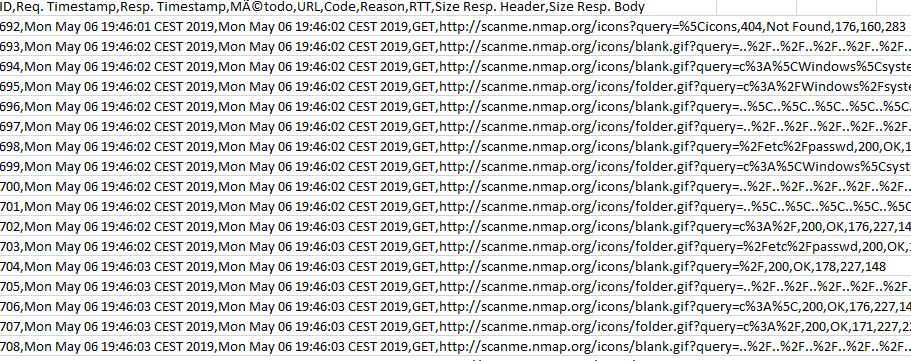 ID,Req. Timestamp,Resp. Timestamp,MÃ©todo,URL,Code,Reason,RTT,Size Resp. Header,Size Resp. Body
692,Mon May 06 19:46:01 CEST 2019,Mon May 06 19:46:02 CEST 2019,GET,http://scanme.nmap.org/icons?query=%5Cicons,404,Not Found,176,160,283
693,Mon May 06 19:46:02 CEST 2019,Mon May 06 19:46:02 CEST 2019,GET,http://scanme.nmap.org/icons/blank.gif?query=..%2F..%2F..%2F..%2F..%2F..
694,Mon May 06 19:46:02 CEST 2019,Mon May 06 19:46:02 CEST 2019,GET,http://scanme.nmap.org/icons/blank.gif?query=c%3A%5CWindows%5Csyste
695,Mon May 06 19:46:02 CEST 2019,Mon May 06 19:46:02 CEST 2019,GET,http://scanme.nmap.org/icons/folder.gif?query=c%3A%2FWindows%2Fsyste
696,Mon May 06 19:46:02 CEST 2019,Mon May 06 19:46:02 CEST 2019,GET,http://scanme.nmap.org/icons/blank.gif?query=..%5C..%5C..%5C..%5C..%5C..
697,Mon May 06 19:46:02 CEST 2019,Mon May 06 19:46:02 CEST 2019,GET,http://scanme.nmap.org/icons/folder.gif?query=..%2F..%2F..%2F..%2F..%2F.
698,Mon May 06 19:46:02 CEST 2019,Mon May 06 19:46:02 CEST 2019,GET,http://scanme.nmap.org/icons/blank.gif?query=%2Fetc%2Fpasswd,200,OK,1
699,Mon May 06 19:46:02 CEST 2019,Mon May 06 19:46:02 CEST 2019,GET,http://scanme.nmap.org/icons/folder.gif?query=c%3A%5CWindows%5Csyst
700,Mon May 06 19:46:02 CEST 2019,Mon May 06 19:46:02 CEST 2019,GET,http://scanme.nmap.org/icons/blank.gif?query=..%2F..%2F..%2F..%2F..%2F..
701,Mon May 06 19:46:02 CEST 2019,Mon May 06 19:46:02 CEST 2019,GET,http://scanme.nmap.org/icons/folder.gif?query=..%5C..%5C..%5C..%5C..%5C
702,Mon May 06 19:46:03 CEST 2019,Mon May 06 19:46:03 CEST 2019,GET,http://scanme.nmap.org/icons/blank.gif?query=c%3A%2F,200,OK,176,227,14
703,Mon May 06 19:46:03 CEST 2019,Mon May 06 19:46:03 CEST 2019,GET,http://scanme.nmap.org/icons/folder.gif?query=%2Fetc%2Fpasswd,200,OK,
704,Mon May 06 19:46:03 CEST 2019,Mon May 06 19:46:03 CEST 2019,GET,http://scanme.nmap.org/icons/blank.gif?query=%2F,200,OK,178,227,148
705,Mon May 06 19:46:03 CEST 2019,Mon May 06 19:46:03 CEST 2019,GET,http://scanme.nmap.org/icons/folder.gif?query=..%2F..%2F..%2F..%2F..%2F.
706,Mon May 06 19:46:03 CEST 2019,Mon May 06 19:46:03 CEST 2019,GET,http://scanme.nmap.org/icons/blank.gif?query=c%3A%5C,200,OK,176,227,14
707,Mon May 06 19:46:03 CEST 2019,Mon May 06 19:46:03 CEST 2019,GET,http://scanme.nmap.org/icons/folder.gif?query=c%3A%2F,200,OK,171,227,22
708,Mon May 06 19:46:03 CEST 2019,Mon May 06 19:46:03 CEST 2019,GET,http://scanme.nmap.org/icons/blank.gif?query=..%2F..%2F..%2F..%2F..%2F..